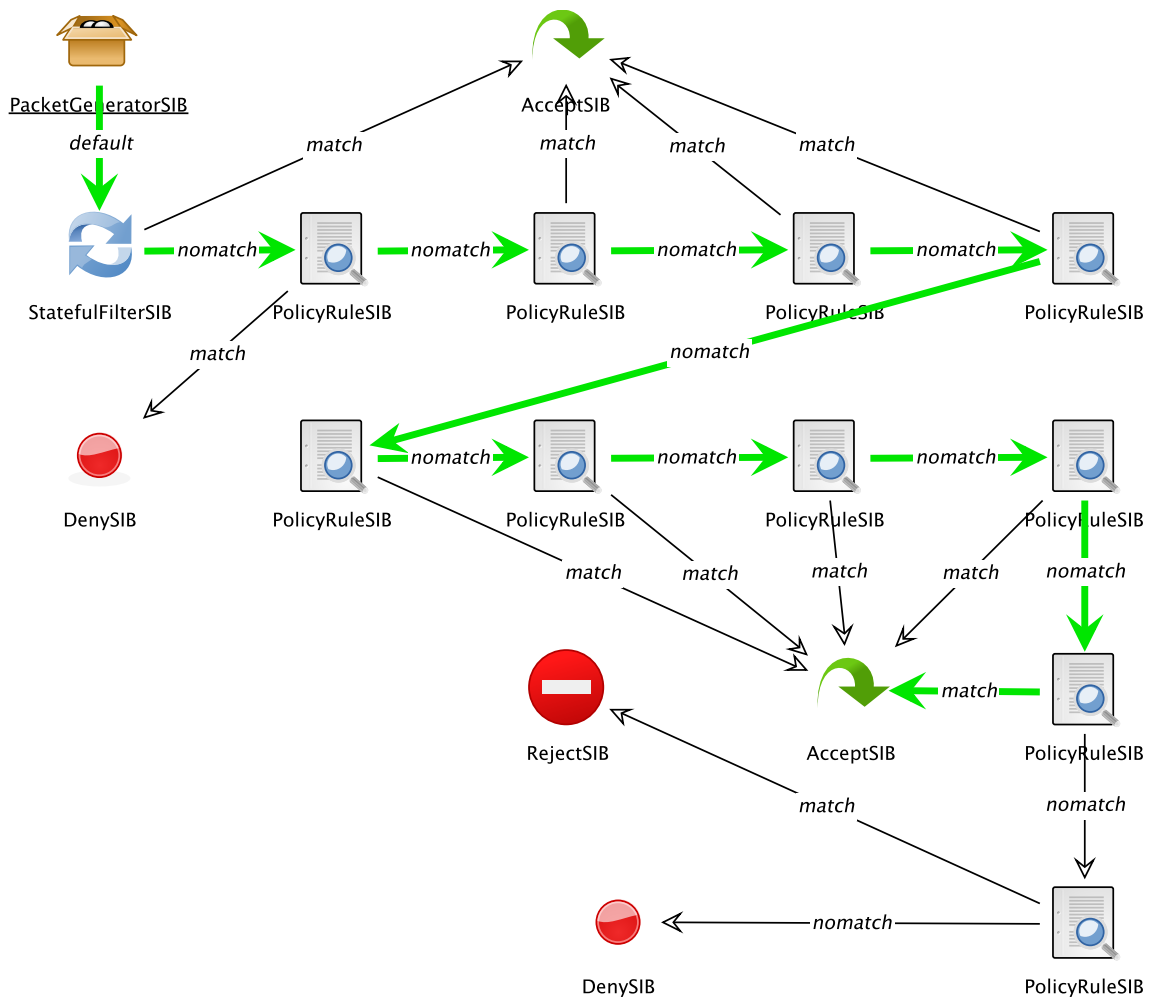 PacketGeneratorSIB
AcceptSIB
default
match
match
match
match
nomatch
nomatch
nomatch
nomatch
StatefulFilterSIB
PolicyRuleSIB
PolicyRuleSIB
PolicyRuleSIB
PolicyRuleSIB
match
nomatch
nomatch
nomatch
nomatch
DenySIB
PolicyRuleSIB
PolicyRuleSIB
PolicyRuleSIB
PolicyRuleSIB
match
match
match
match
nomatch
match
RejectSIB
AcceptSIB
PolicyRuleSIB
match
nomatch
nomatch
DenySIB
PolicyRuleSIB